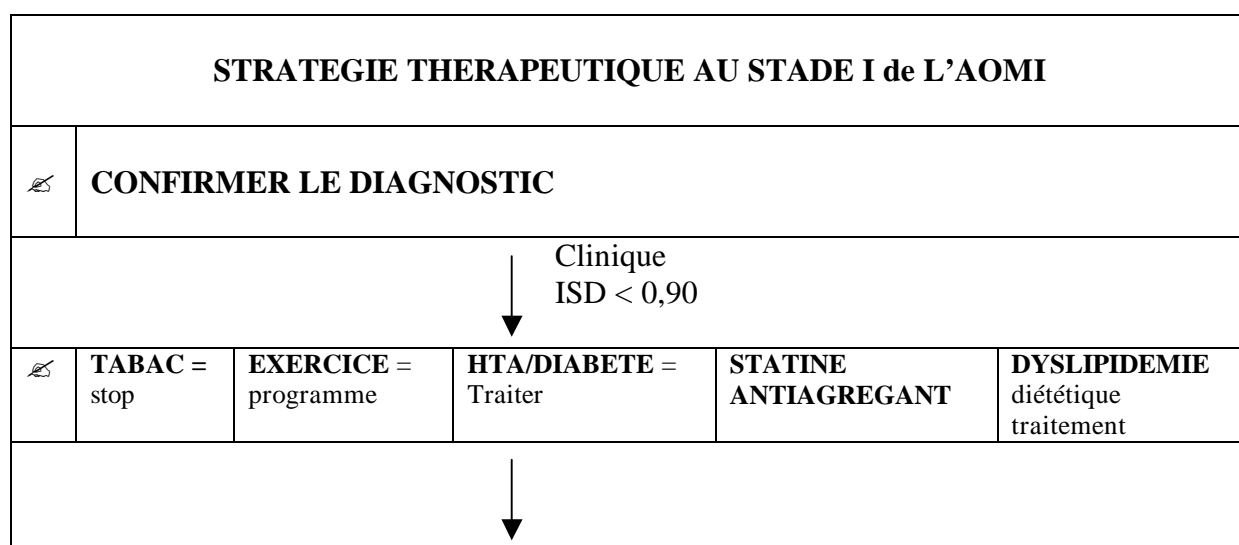 STRATEGIE THERAPEUTIQUE AU STADE I de L’AOMI
CONFIRMER LE DIAGNOSTIC
Clinique
ISD < 0,90
TABAC =
stop
EXERCICE =
programme
HTA/DIABETE =
Traiter
STATINE
ANTIAGREGANT
DYSLIPIDEMIE
diététique
traitement